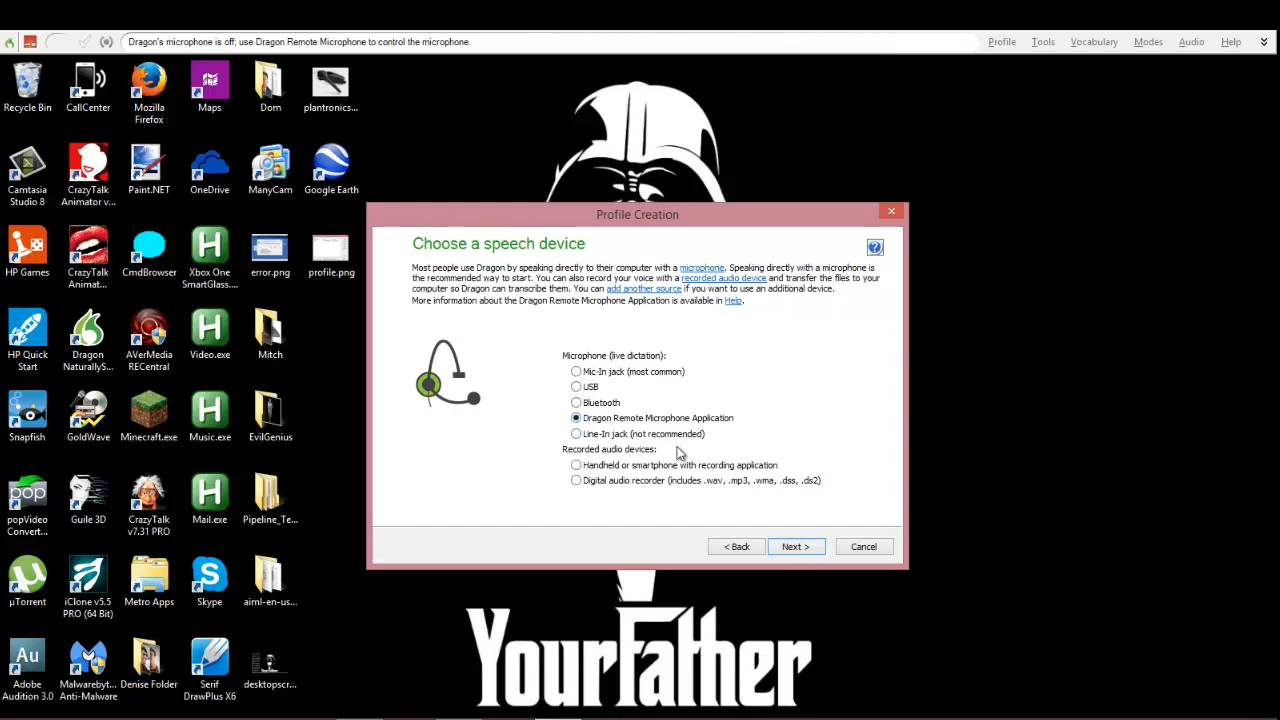 Dragon's microphone is off; use Dragon Remote Microphone to control the microphone.
Profile
Tools
Vocabulary
Modes
Audio
Help
Recycle Bin
CallCenter
Mozilla
Firefox
Maps
Dom
plantronics...
Camtasia
Studio 8
CrazyTalk
Animator v...
Paint.NET
OneDrive
ManyCam
Google Earth
HP Games
CrazyTalk
Animat...
CmdBrowser
Xbox One
SmartGlass...
error.png
profile.png
HP Quick
Start
Dragon
NaturallyS...
AVerMedia
RECentral
Video.exe
Mitch
Snapfish
GoldWave
Minecraft.exe
Music.exe
EvilGenius
pop
popVideo
Convert...
Guile 3D
CrazyTalk
v7.31 PRO
Mail.exe
Pipeline_Te...
µTorrent
iClone v5.5
PRO (64 Bit)
Metro Apps
Skype
aiml-en-us...
Au
Adobe
Audition 3.0
Malwarebyt...
Anti-Malware
Denise Folder
Serif
DrawPlus X6
desktopscr...
Profile Creation
Choose a speech device
Most people use Dragon by speaking directly to their computer with a microphone. Speaking directly with a microphone is
the recommended way to start. You can also record your voice with a recorded audio device and transfer the files to your
computer so Dragon can transcribe them. You can add another source if you want to use an additional device.
More information about the Dragon Remote Microphone Application is available in Help.
Microphone (live dictation):
Mic-In jack (most common)
USB
Bluetooth
Dragon Remote Microphone Application
Line-In jack (not recommended)
Recorded audio devices:
Handheld or smartphone with recording application
Digital audio recorder (includes .wav, .mp3, .wma, .dss, .ds2)
< Back
Next >
Cancel
YourFather